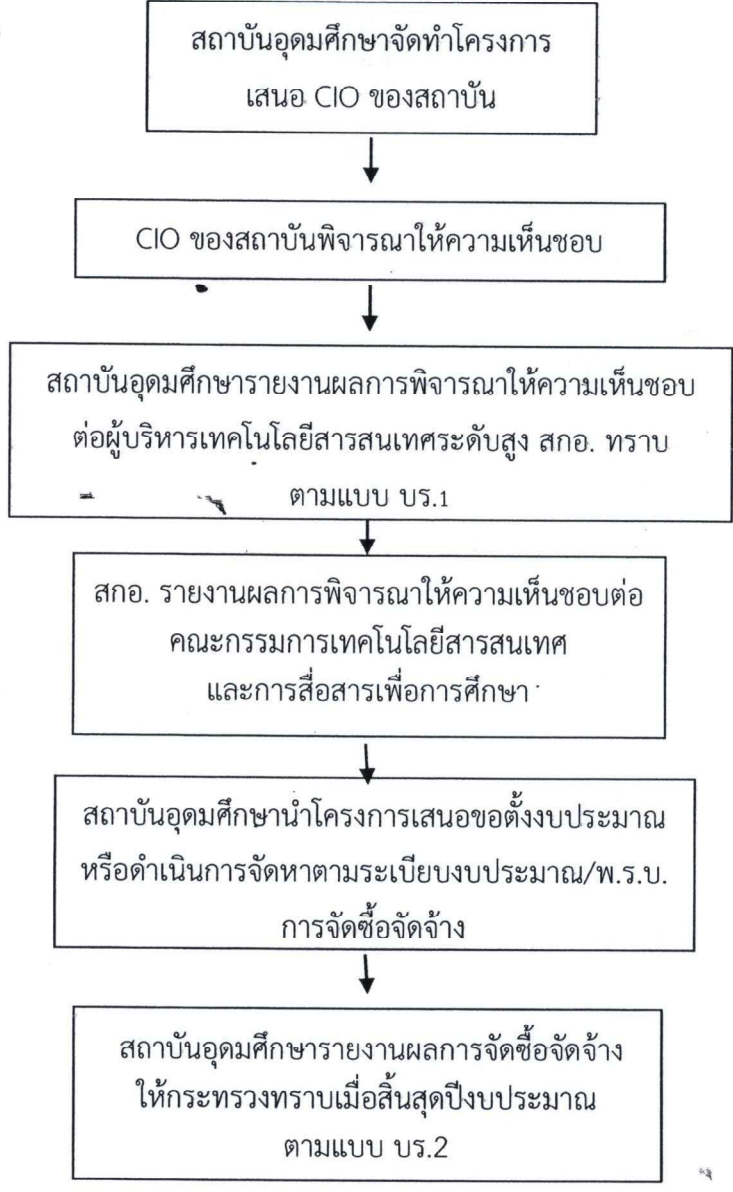 สถาบันอุดมศึกษาจัดทำโครงการ
เสนอ CIO ของสถาบัน
CIO ของสถาบันพิจารณาให้ความเห็นชอบ
สถาบันอุดมศึกษารายงานผลการพิจารณาให้ความเห็นชอบ
ต่อผู้บริหารเทคโนโลยีสารสนเทศระดับสูง สกอ. ทราบ
ตามแบบ บร.1
สกอ. รายงานผลการพิจารณาให้ความเห็นชอบต่อ
คณะกรรมการเทคโนโลยีสารสนเทศ
และการสื่อสารเพื่อการศึกษา
สถาบันอุดมศึกษานำโครงการเสนอขอตั้งงบประมาณ
หรือดำเนินการจัดหาตามระเบียบงบประมาณ/พ.ร.บ.
การจัดซื้อจัดจ้าง
สถาบันอุดมศึกษารายงานผลการจัดซื้อจัดจ้าง
ให้กระทรวงทราบเมื่อสิ้นสุดปีงบประมาณ
ตามแบบ บร.2